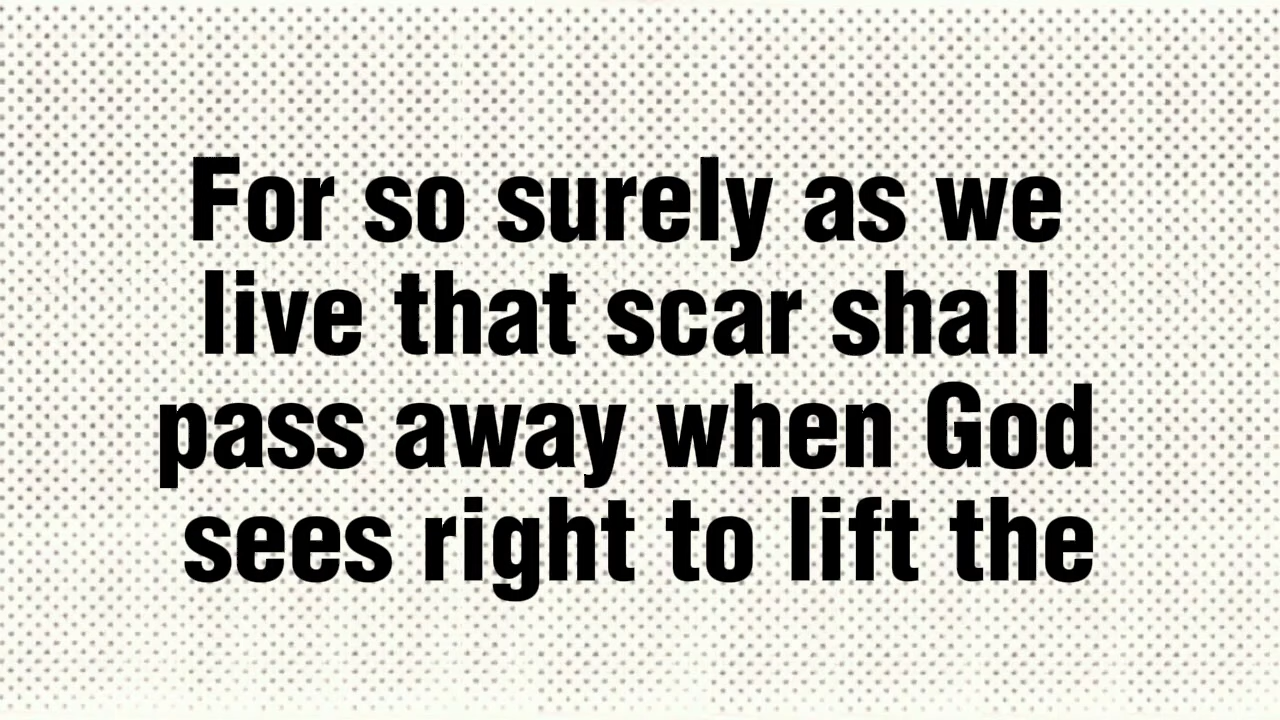 For so surely as we
live that scar shall
pass away when God
sees right to lift the